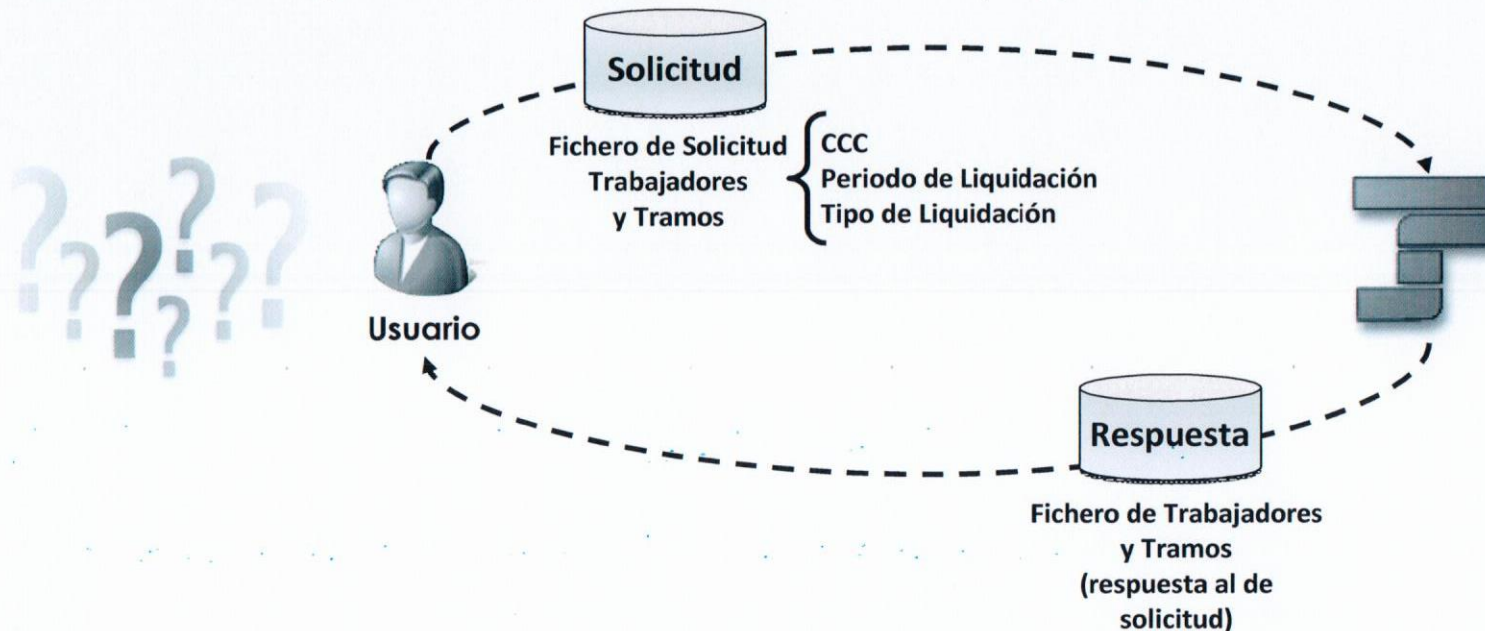 Solicitud
Fichero de Solicitud
Trabajadores
y Tramos
CCC
Periodo de Liquidación
Tipo de Liquidación
Usuario
Respuesta
Fichero de Trabajadores
y Tramos
(respuesta al de
solicitud)